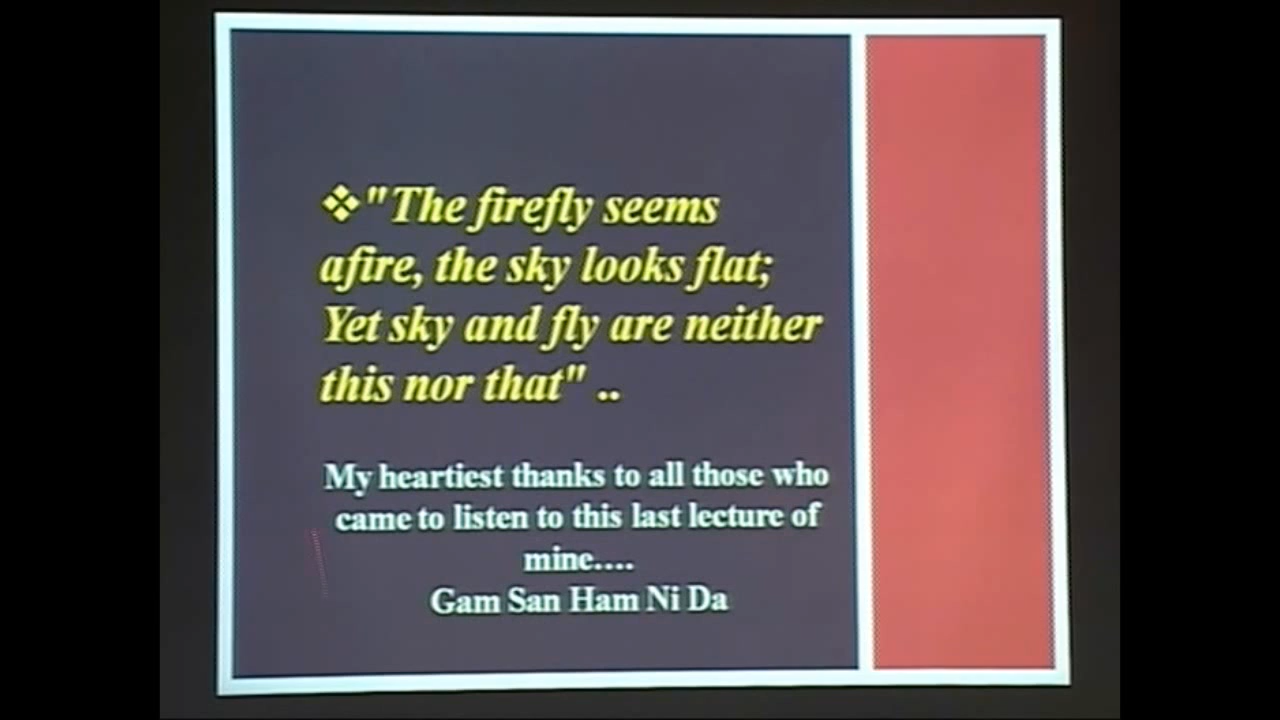 ❖"The firefly seems
afire, the sky looks flat;
Yet sky and fly are neither
this nor that" ..
My heartiest thanks to all those who
came to listen to this last lecture of
mine....
Gam San Ham Ni Da